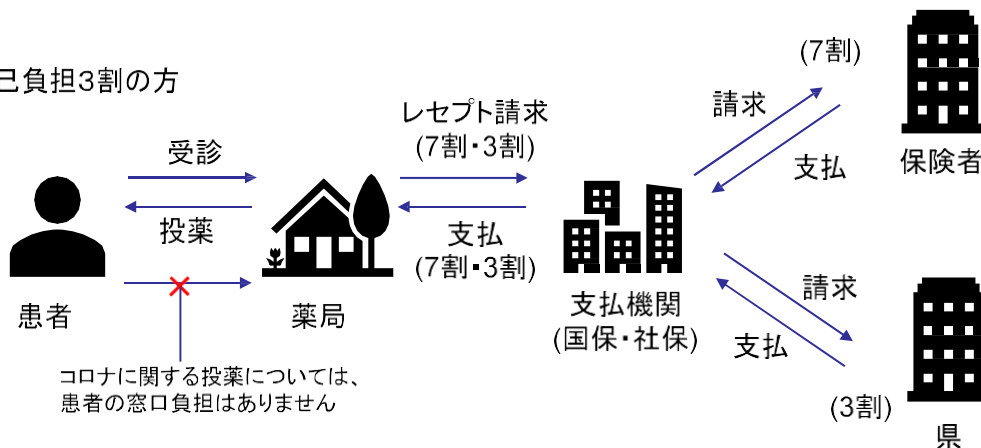 己負担3割の方
受診
投薬
患者
コロナに関する投薬については、
患者の窓口負担はありません
薬局
レセプト請求
(7割・3割)
支払
(7割・3割)
支払機関
(国保・社保)
(7割)
請求
支払
保険者
請求
支払
(3割)
県